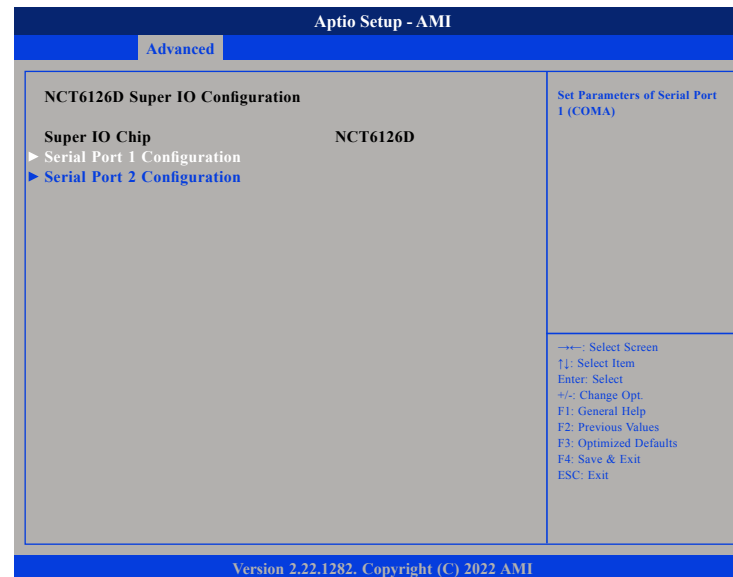 Aptio Setup - AMI
Advanced
NCT6126D Super IO Configuration
Super IO Chip NCT6126D
► Serial Port 1 Configuration
► Serial Port 2 Configuration
Set Parameters of Serial Port
1 (COMA)
→←: Select Screen
↑↓: Select Item
Enter: Select
+/-: Change Opt.
F1: General Help
F2: Previous Values
F3: Optimized Defaults
F4: Save & Exit
ESC: Exit
Version 2.22.1282. Copyright (C) 2022 AMI